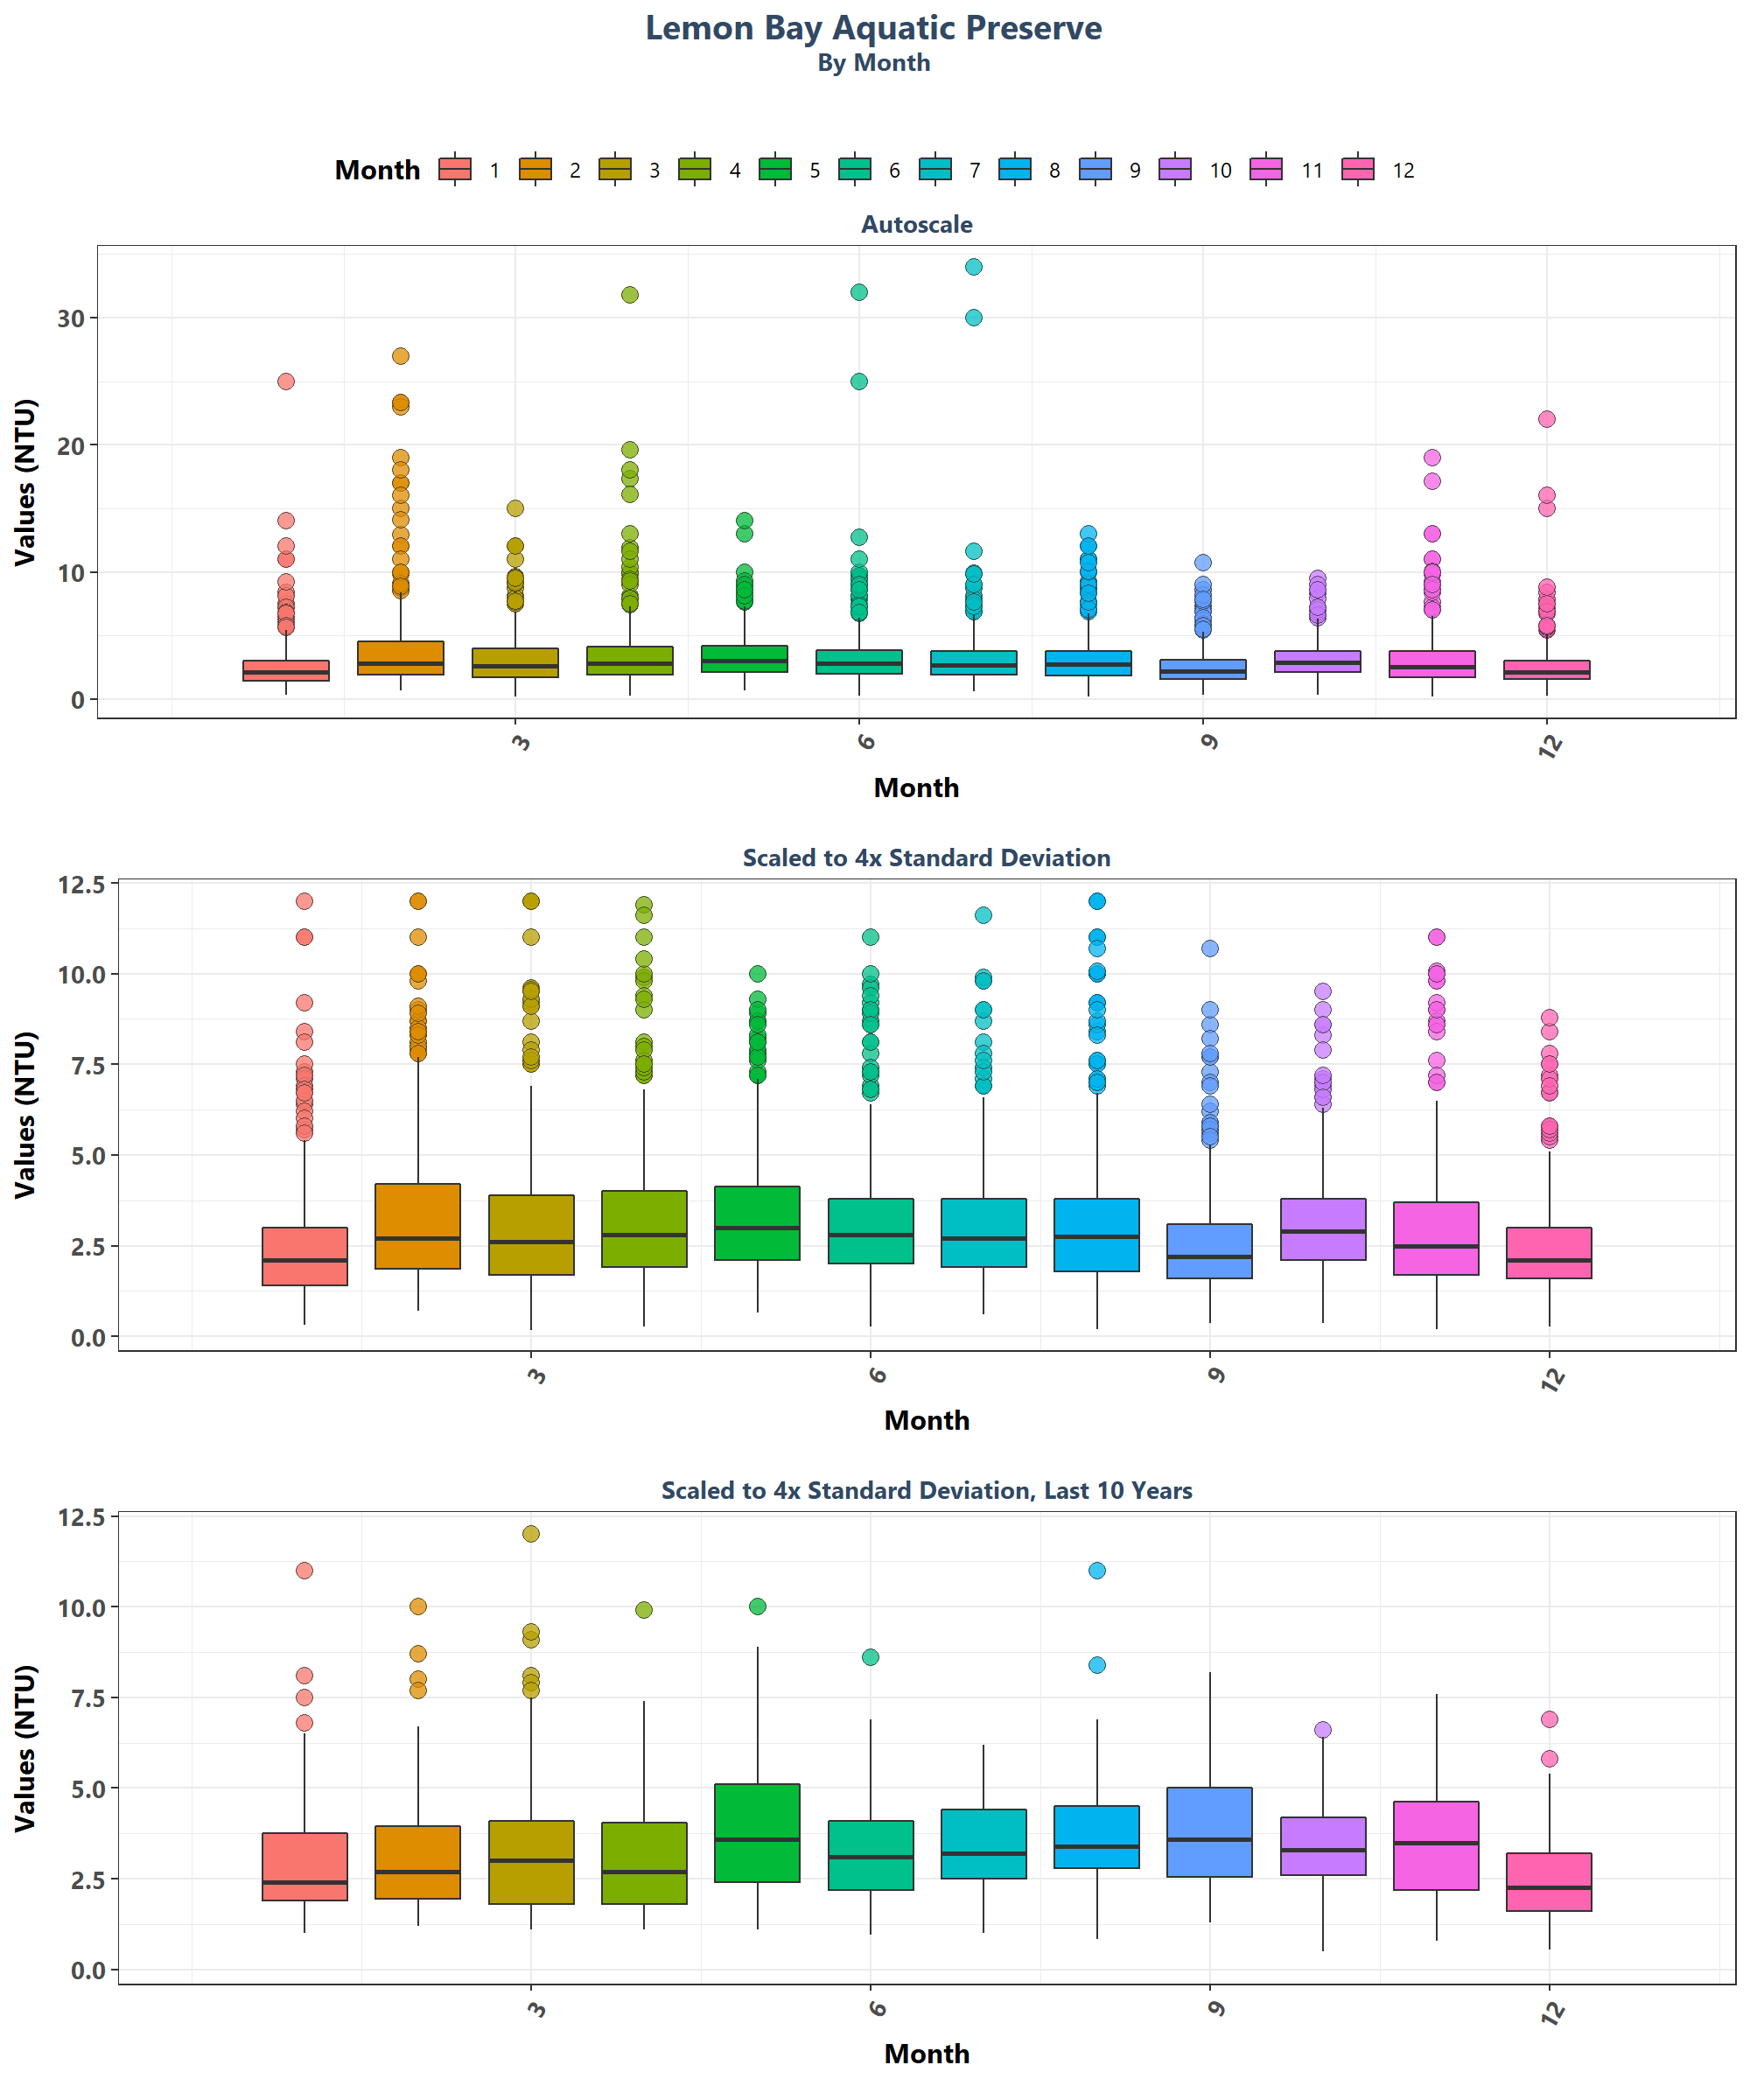 Lemon Bay Aquatic Preserve
By Month
Month 1 2 3 4 5 6 7 8 9 10 11 12
Autoscale
Values (NTU)
30
20
10
0
3 6 9 12
Month
Scaled to 4x Standard Deviation
Values (NTU)
12.5
10.0
7.5
5.0
2.5
0.0
3 6 9 12
Month
Scaled to 4x Standard Deviation, Last 10 Years
Values (NTU)
12.5
10.0
7.5
5.0
2.5
0.0
3 6 9 12
Month